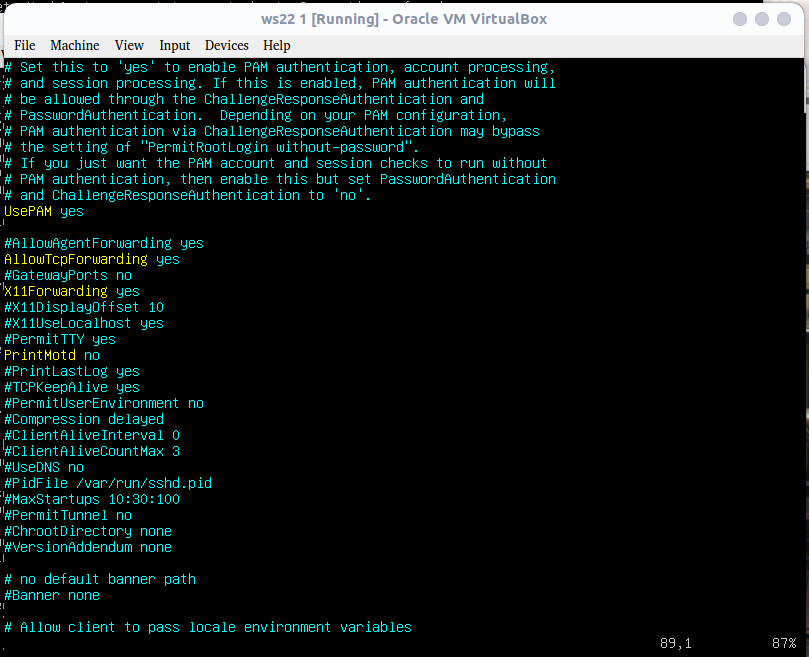 ws22 1 [Running] - Oracle VM VirtualBox
File Machine View Input Devices Help
# Set this to 'yes' to enable PAM authentication, account processing,
# and session processing. If this is enabled, PAM authentication will
# be allowed through the ChallengeResponseAuthentication and
# PasswordAuthentication.  Depending on your PAM configuration,
# PAM authentication via ChallengeResponseAuthentication may bypass
# the setting of "PermitRootLogin without-password".
# If you just want the PAM account and session checks to run without
# PAM authentication, then enable this but set PasswordAuthentication
# and ChallengeResponseAuthentication to 'no'.
UsePAM yes
#AllowAgentForwarding yes
AllowTcpForwarding yes
#GatewayPorts no
X11Forwarding yes
#X11DisplayOffset 10
#X11UseLocalhost yes
#PermitTTY yes
PrintMotd no
#PrintLastLog yes
#TCPKeepAlive yes
#PermitUserEnvironment no
#Compression delayed
#ClientAliveInterval 0
#ClientAliveCountMax 3
#UseDNS no
#PidFile /var/run/sshd.pid
#MaxStartups 10:30:100
#PermitTunnel no
#ChrootDirectory none
#VersionAddendum none
# no default banner path
#Banner none
# Allow client to pass locale environment variables
89,1 87%